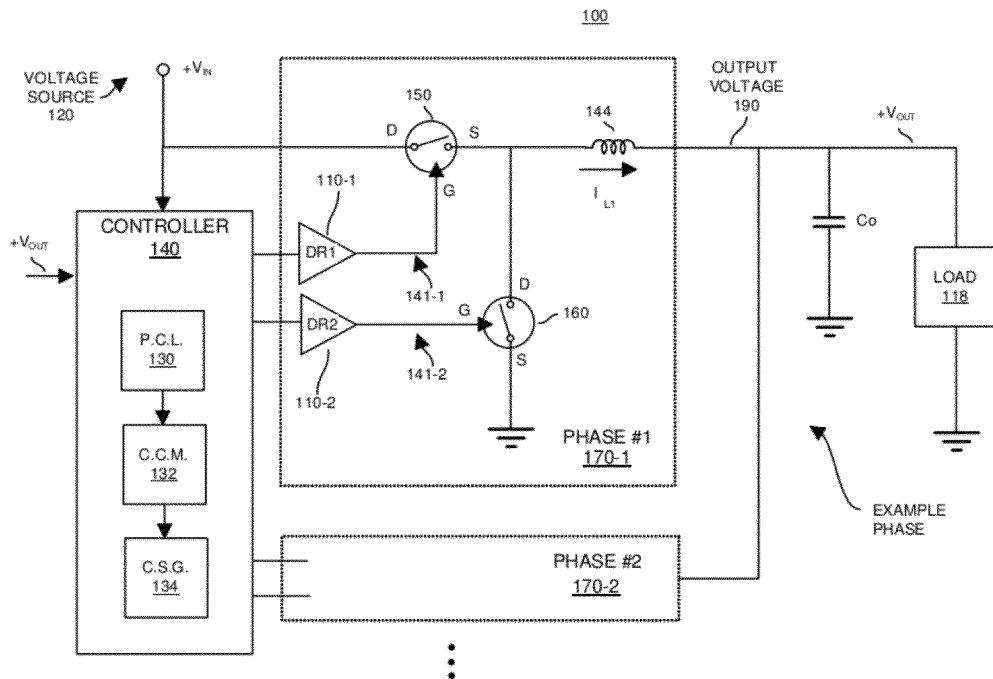 100
VOLTAGE
SOURCE
120
+VIN
150
D
S
G
144
I L1
OUTPUT
VOLTAGE
190
+VOUT
110-1
DR1
141-1
CONTROLLER
140
+VOUT
Co
LOAD
118
DR2
110-2
141-2
G
D
S
160
P.C.L.
130
C.C.M.
132
C.S.G.
134
PHASE #1
170-1
EXAMPLE
PHASE
PHASE #2
170-2